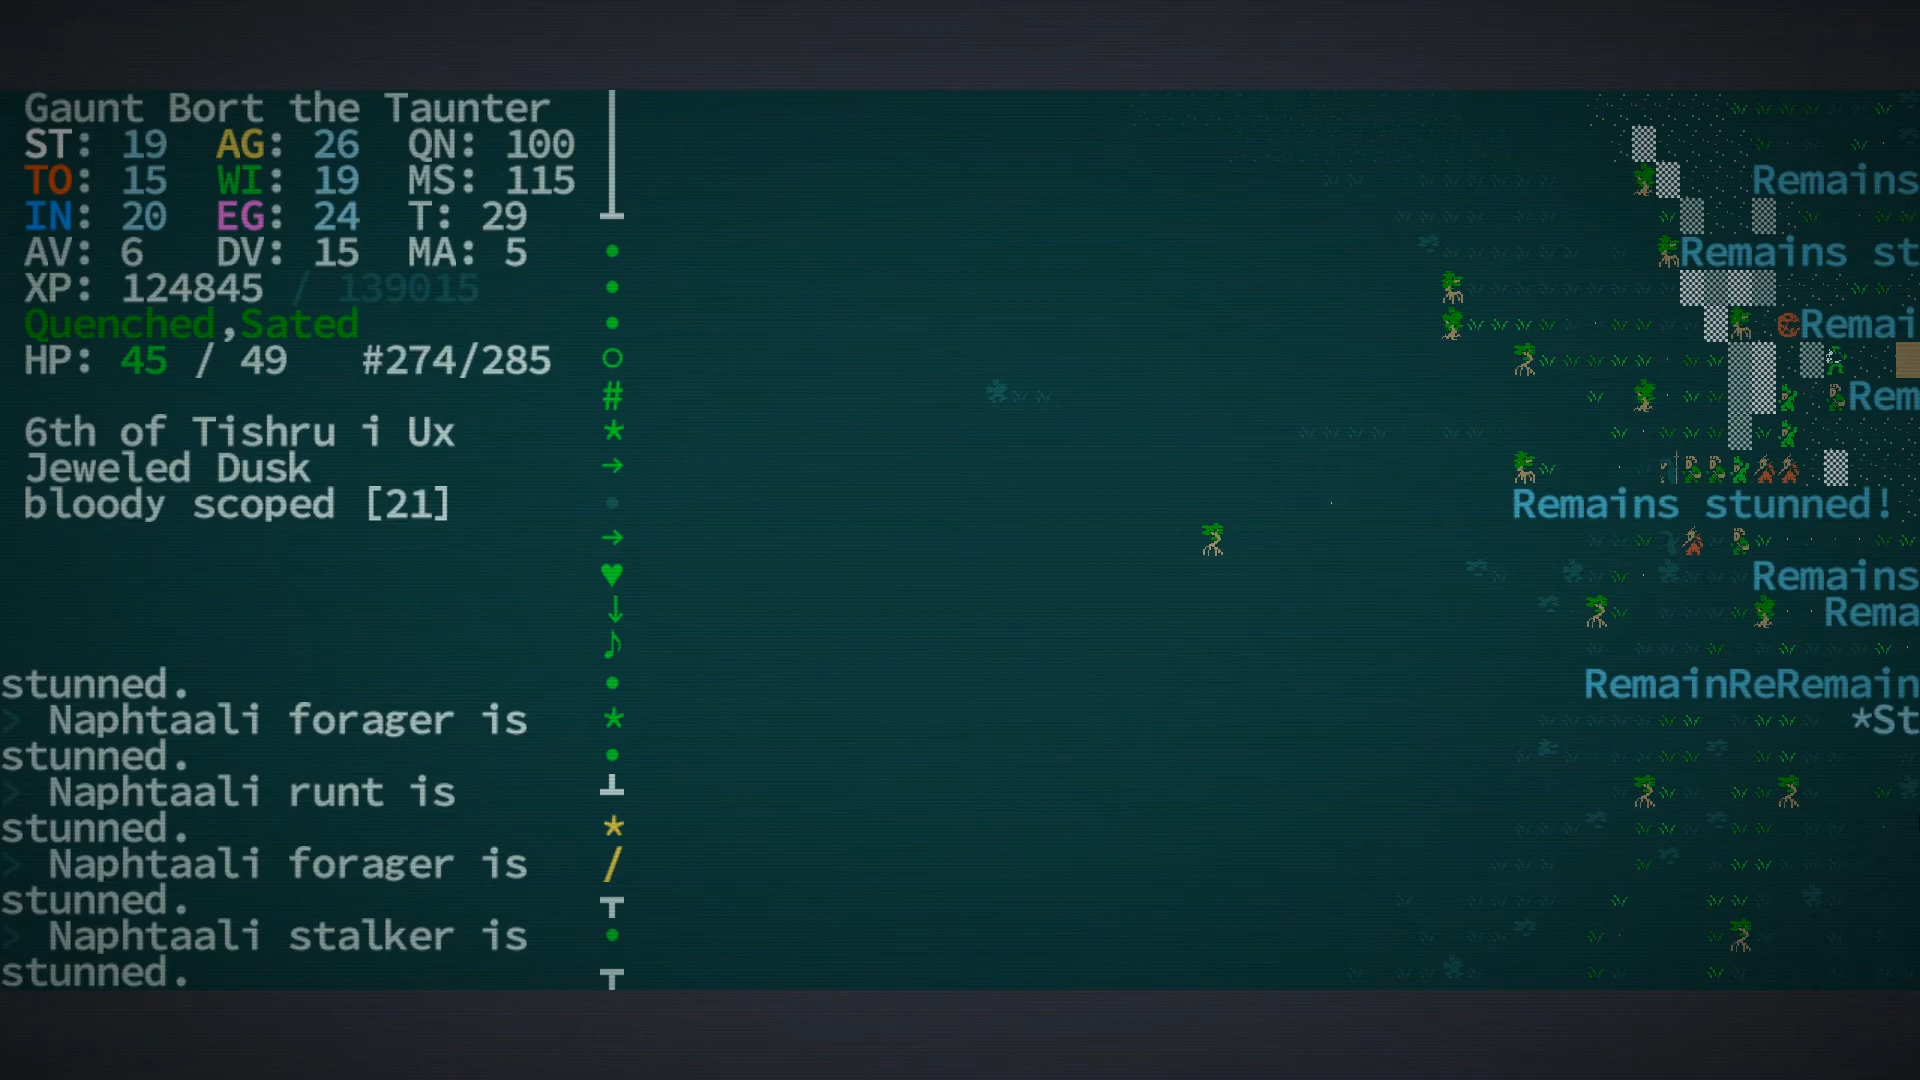 Gaunt Bort the Taunter
ST: 19 AG: 26 QN: 100
TO: 15 WI: 19 MS: 115
IN: 20 EG: 24 T: 29
AV: 6 DV: 15 MA: 5
XP: 124845 / 139015
Quenched,Sated
HP: 45 / 49 #274/285
6th of Tishru i Ux
Jeweled Dusk
bloody scoped [21]
stunned.
> Naphtaali forager is
stunned.
> Naphtaali runt is
stunned.
> Naphtaali forager is
stunned.
> Naphtaali stalker is
stunned.
Remains
Remains st
Remai
Rem
Remains stunned!
Remains
Rema
RemainReRemain
*St